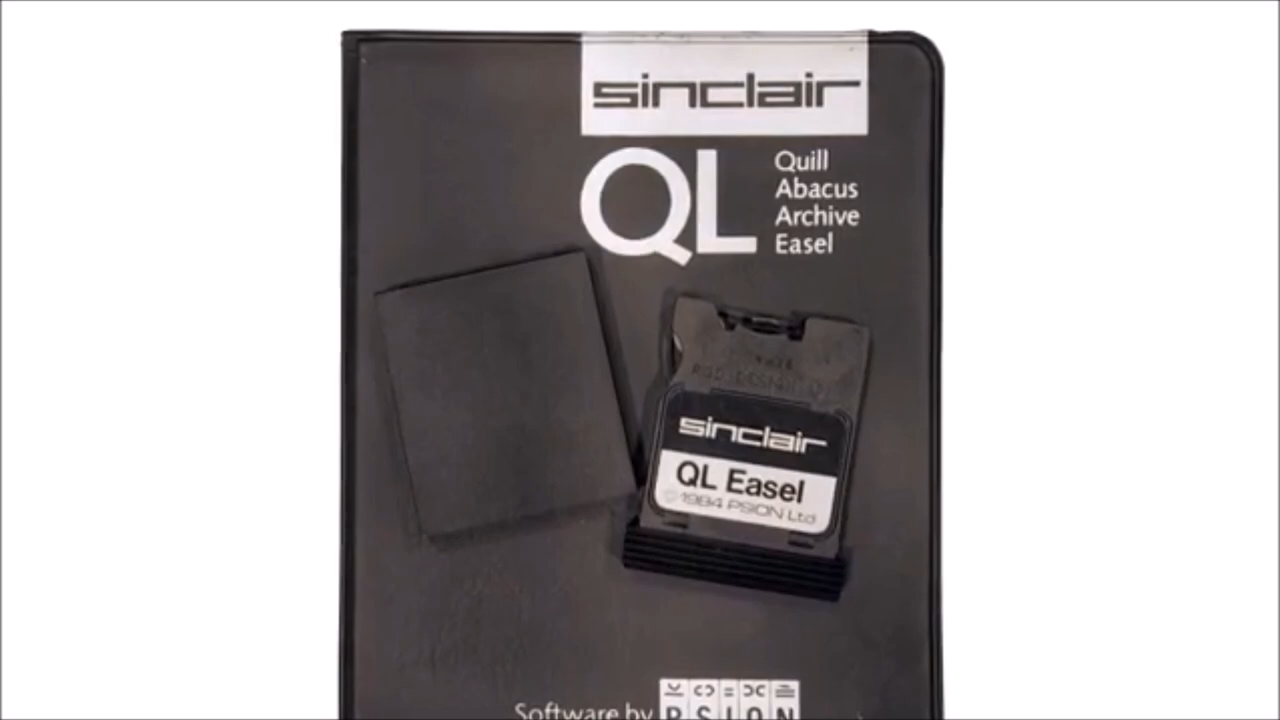 sinclair
QL
Quill
Abacus
Archive
Easel
sinclair
QL Easel
©1984 PSION Ltd
Software by PSION